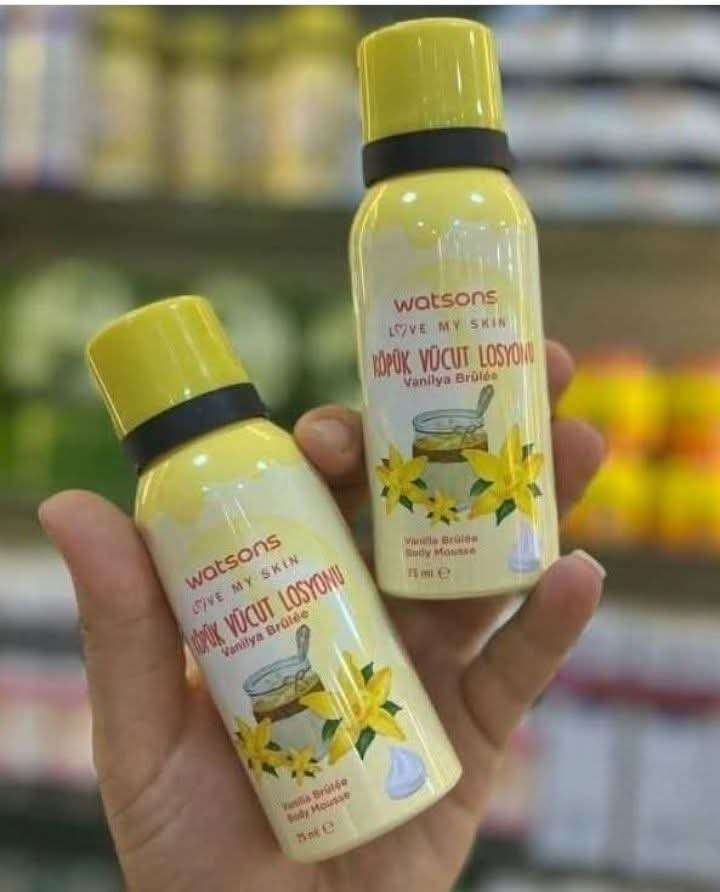 watsons
LOVE MY SKIN
KÖPÜK VÜCUT LOSYONU
Vanilya Brûlée
Vanilla Brûlée
Body Mousse
75 ml e
watsons
LOVE MY SKIN
KÖPÜK VÜCUT LOSYONU
Vanilya Brûlée
Vanilla Brûlée
Body Mousse
75 ml e